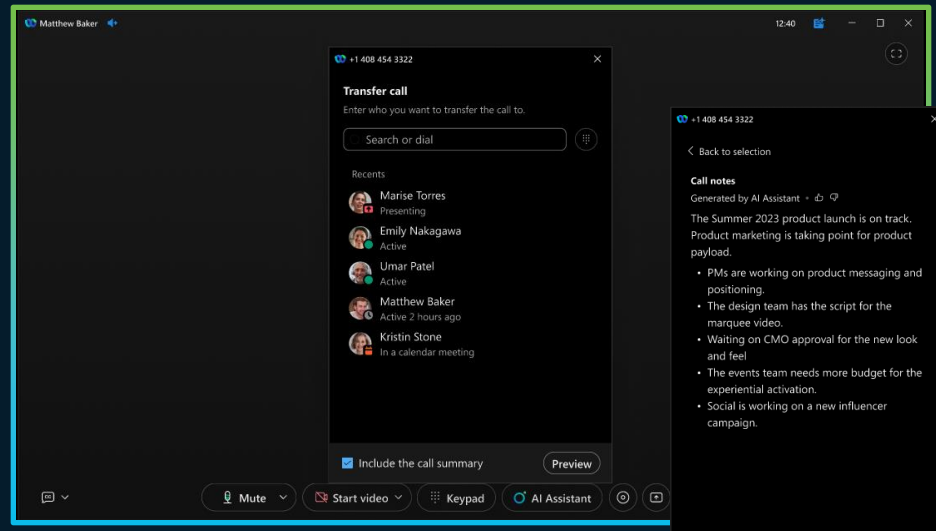 Matthew Baker
12:40
+1 408 454 3322
Transfer call
Enter who you want to transfer the call to.
Search or dial
Recents
Marise Torres
Presenting
Emily Nakagawa
Active
Umar Patel
Active
Matthew Baker
Active 2 hours ago
Kristin Stone
In a calendar meeting
Include the call summary
Preview
+1 408 454 3322
Back to selection
Call notes
Generated by AI Assistant •
The Summer 2023 product launch is on track.
Product marketing is taking point for product
payload.
• PMs are working on product messaging and
positioning.
• The design team has the script for the
marquee video.
• Waiting on CMO approval for the new look
and feel
• The events team needs more budget for the
experiential activation.
• Social is working on a new influencer
campaign.
Mute
Start video
Keypad
AI Assistant